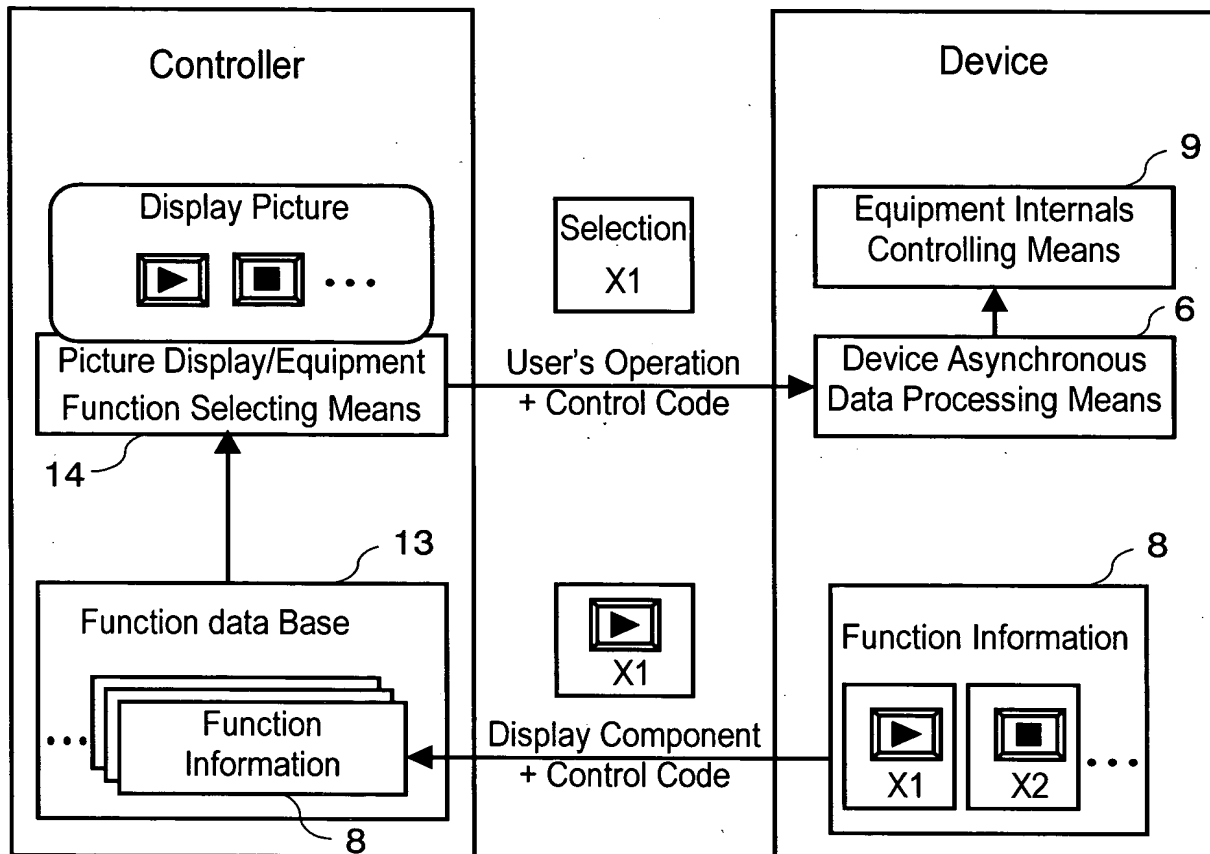 Controller
Display Picture
...
Picture Display/Equipment
Function Selecting Means
14
13
Function data Base
...
Function
Information
8
Selection
X1
User's Operation
+ Control Code
X1
Display Component
+ Control Code
Device
9
Equipment Internals
Controlling Means
6
Device Asynchronous
Data Processing Means
8
Function Information
X1
X2
...